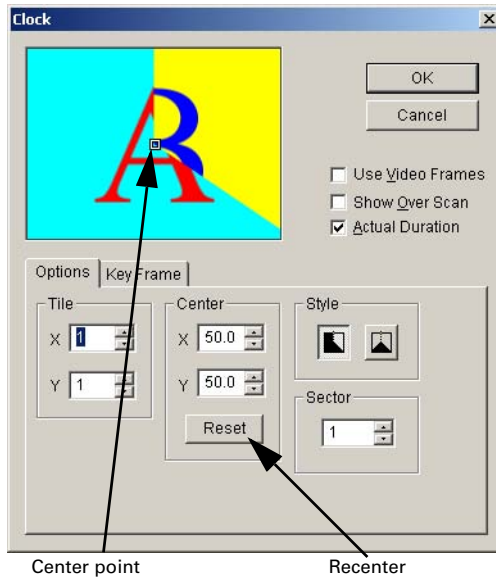 Clock
AB
OK
Cancel
Use Video Frames
Show Over Scan
Actual Duration
Options
Key Frame
Tile
X 1
Y 1
Center
X 50.0
Y 50.0
Reset
Style
Sector
1
Center point
Recenter